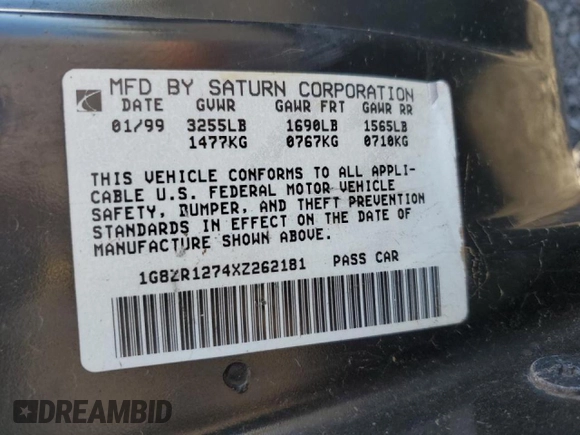 MFD BY SATURN CORPORATION
DATE GVWR GAWR FRT GAWR RR
01/99 3255LB 1690LB 1565LB
1477KG 0767KG 0710KG
THIS VEHICLE CONFORMS TO ALL APPLI-
CABLE U.S. FEDERAL MOTOR VEHICLE
SAFETY, BUMPER, AND THEFT PREVENTION
STANDARDS IN EFFECT ON THE DATE OF
MANUFACTURE SHOWN ABOVE.
1G8ZR1274XZ262181 PASS CAR
DREAMBID